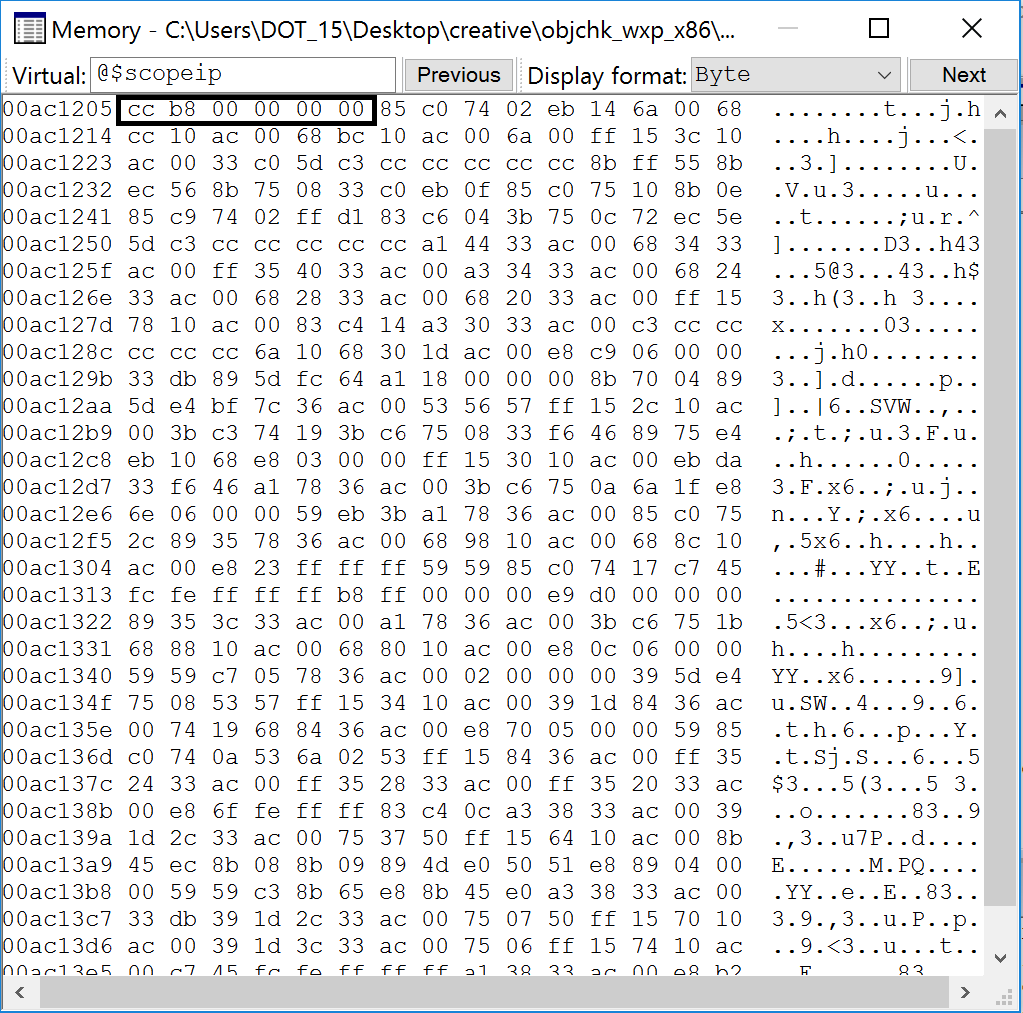 Memory - C:\Users\DOT_15\Desktop\creative\objchk_wxp_x86\...
Virtual: @$scopeip Previous Display format: Byte Next
00ac1205 cc b8 00 00 00 00 85 c0 74 02 eb 14 6a 00 68 ........t...j.h
00ac1214 cc 10 ac 00 68 bc 10 ac 00 6a 00 ff 15 3c 10 ....h....j...<.
00ac1223 ac 00 33 c0 5d c3 cc cc cc cc cc 8b ff 55 8b ..3.]........U.
00ac1232 ec 56 8b 75 08 33 c0 eb 0f 85 c0 75 10 8b 0e .V.u.3.....u...
00ac1241 85 c9 74 02 ff d1 83 c6 04 3b 75 0c 72 ec 5e ..t......;u.r.^
00ac1250 5d c3 cc cc cc cc cc a1 44 33 ac 00 68 34 33 ].......D3..h43
00ac125f ac 00 ff 35 40 33 ac 00 a3 34 33 ac 00 68 24 ...5@3...43..h$
00ac126e 33 ac 00 68 28 33 ac 00 68 20 33 ac 00 ff 15 3..h(3..h 3....
00ac127d 78 10 ac 00 83 c4 14 a3 30 33 ac 00 c3 cc cc x.......03.....
00ac128c cc cc cc 6a 10 68 30 1d ac 00 e8 c9 06 00 00 ...j.h0........
00ac129b 33 db 89 5d fc 64 a1 18 00 00 00 8b 70 04 89 3..].d......p..
00ac12aa 5d e4 bf 7c 36 ac 00 53 56 57 ff 15 2c 10 ac ]..|6..SVW..,..
00ac12b9 00 3b c3 74 19 3b c6 75 08 33 f6 46 89 75 e4 .;.t.;.u.3.F.u.
00ac12c8 eb 10 68 e8 03 00 00 ff 15 30 10 ac 00 eb da ..h......0.....
00ac12d7 33 f6 46 a1 78 36 ac 00 3b c6 75 0a 6a 1f e8 3.F.x6..;.u.j..
00ac12e6 6e 06 00 00 59 eb 3b a1 78 36 ac 00 85 c0 75 n...Y.;.x6....u
00ac12f5 2c 89 35 78 36 ac 00 68 98 10 ac 00 68 8c 10 ,.5x6..h....h..
00ac1304 ac 00 e8 23 ff ff ff 59 59 85 c0 74 17 c7 45 ...#...YY..t..E
00ac1313 fc fe ff ff ff b8 ff 00 00 00 e9 d0 00 00 00 ...............
00ac1322 89 35 3c 33 ac 00 a1 78 36 ac 00 3b c6 75 1b .5<3...x6..;.u.
00ac1331 68 88 10 ac 00 68 80 10 ac 00 e8 0c 06 00 00 h....h.........
00ac1340 59 59 c7 05 78 36 ac 00 02 00 00 00 39 5d e4 YY..x6......9].
00ac134f 75 08 53 57 ff 15 34 10 ac 00 39 1d 84 36 ac u.SW..4...9..6.
00ac135e 00 74 19 68 84 36 ac 00 e8 70 05 00 00 59 85 .t.h.6...p...Y.
00ac136d c0 74 0a 53 6a 02 53 ff 15 84 36 ac 00 ff 35 .t.Sj.S...6...5
00ac137c 24 33 ac 00 ff 35 28 33 ac 00 ff 35 20 33 ac $3...5(3...5 3.
00ac138b 00 e8 6f fe ff ff 83 c4 0c a3 38 33 ac 00 39 ..o.......83..9
00ac139a 1d 2c 33 ac 00 75 37 50 ff 15 64 10 ac 00 8b .,3..u7P..d....
00ac13a9 45 ec 8b 08 8b 09 89 4d e0 50 51 e8 89 04 00 E......M.PQ....
00ac13b8 00 59 59 c3 8b 65 e8 8b 45 e0 a3 38 33 ac 00 .YY..e..E..83..
00ac13c7 33 db 39 1d 2c 33 ac 00 75 07 50 ff 15 70 10 3.9.,3..u.P..p.
00ac13d6 ac 00 39 1d 3c 33 ac 00 75 06 ff 15 74 10 ac ..9.<3..u...t..
00ac13e5 00 c7 45 fc fe ff ff ff a1 38 33 ac 00 e8 b2 ..E......83....